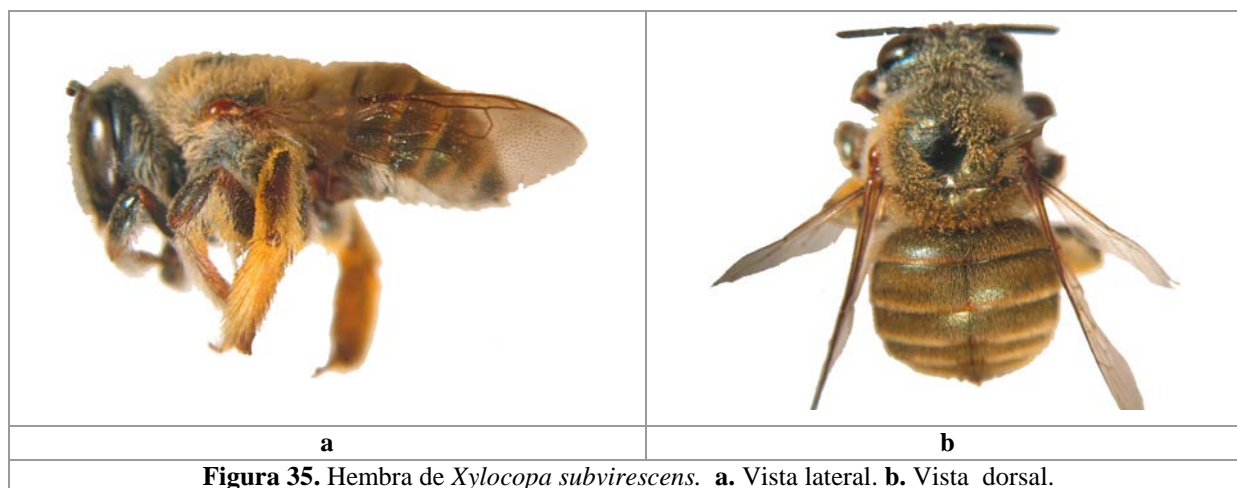 a
b
Figura 35. Hembra de Xylocopa subvirescens. a. Vista lateral. b. Vista dorsal.